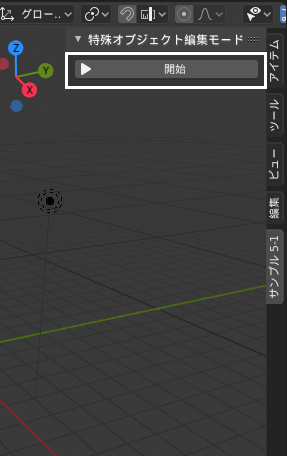 グロー..
特殊オブジェクト編集モード
開始
Z
Y
X
アイテム
ツール
ビュー
編集
サンプル 5-1